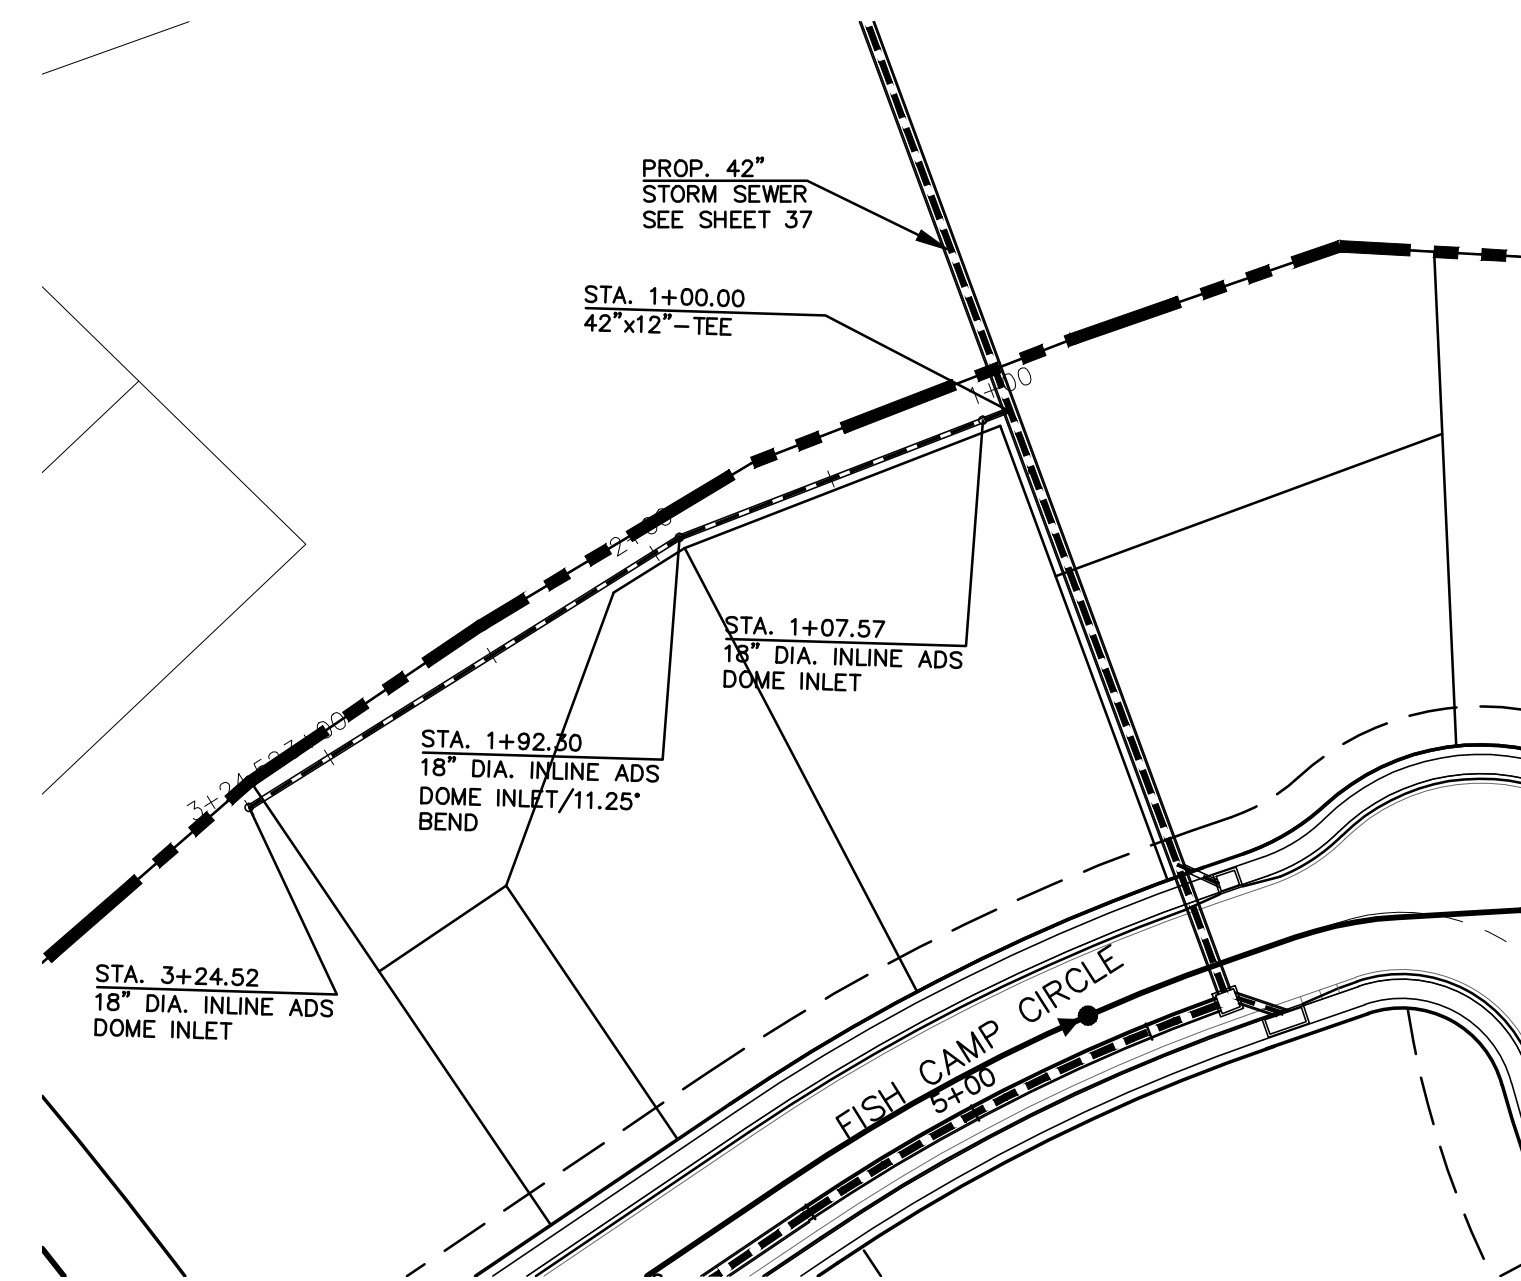 PROP. 42”
STORM SEWER
SEE SHEET 37
STA. 1+00.00
42”x12”−TEE
1+00
2+00
STA. 1+07.57
18” DIA. INLINE ADS
DOME INLET
3+00
3+24.52
STA. 1+92.30
18” DIA. INLINE ADS
DOME INLET/11.25°
BEND
STA. 3+24.52
18” DIA. INLINE ADS
DOME INLET
FISH CAMP CIRCLE
5+00